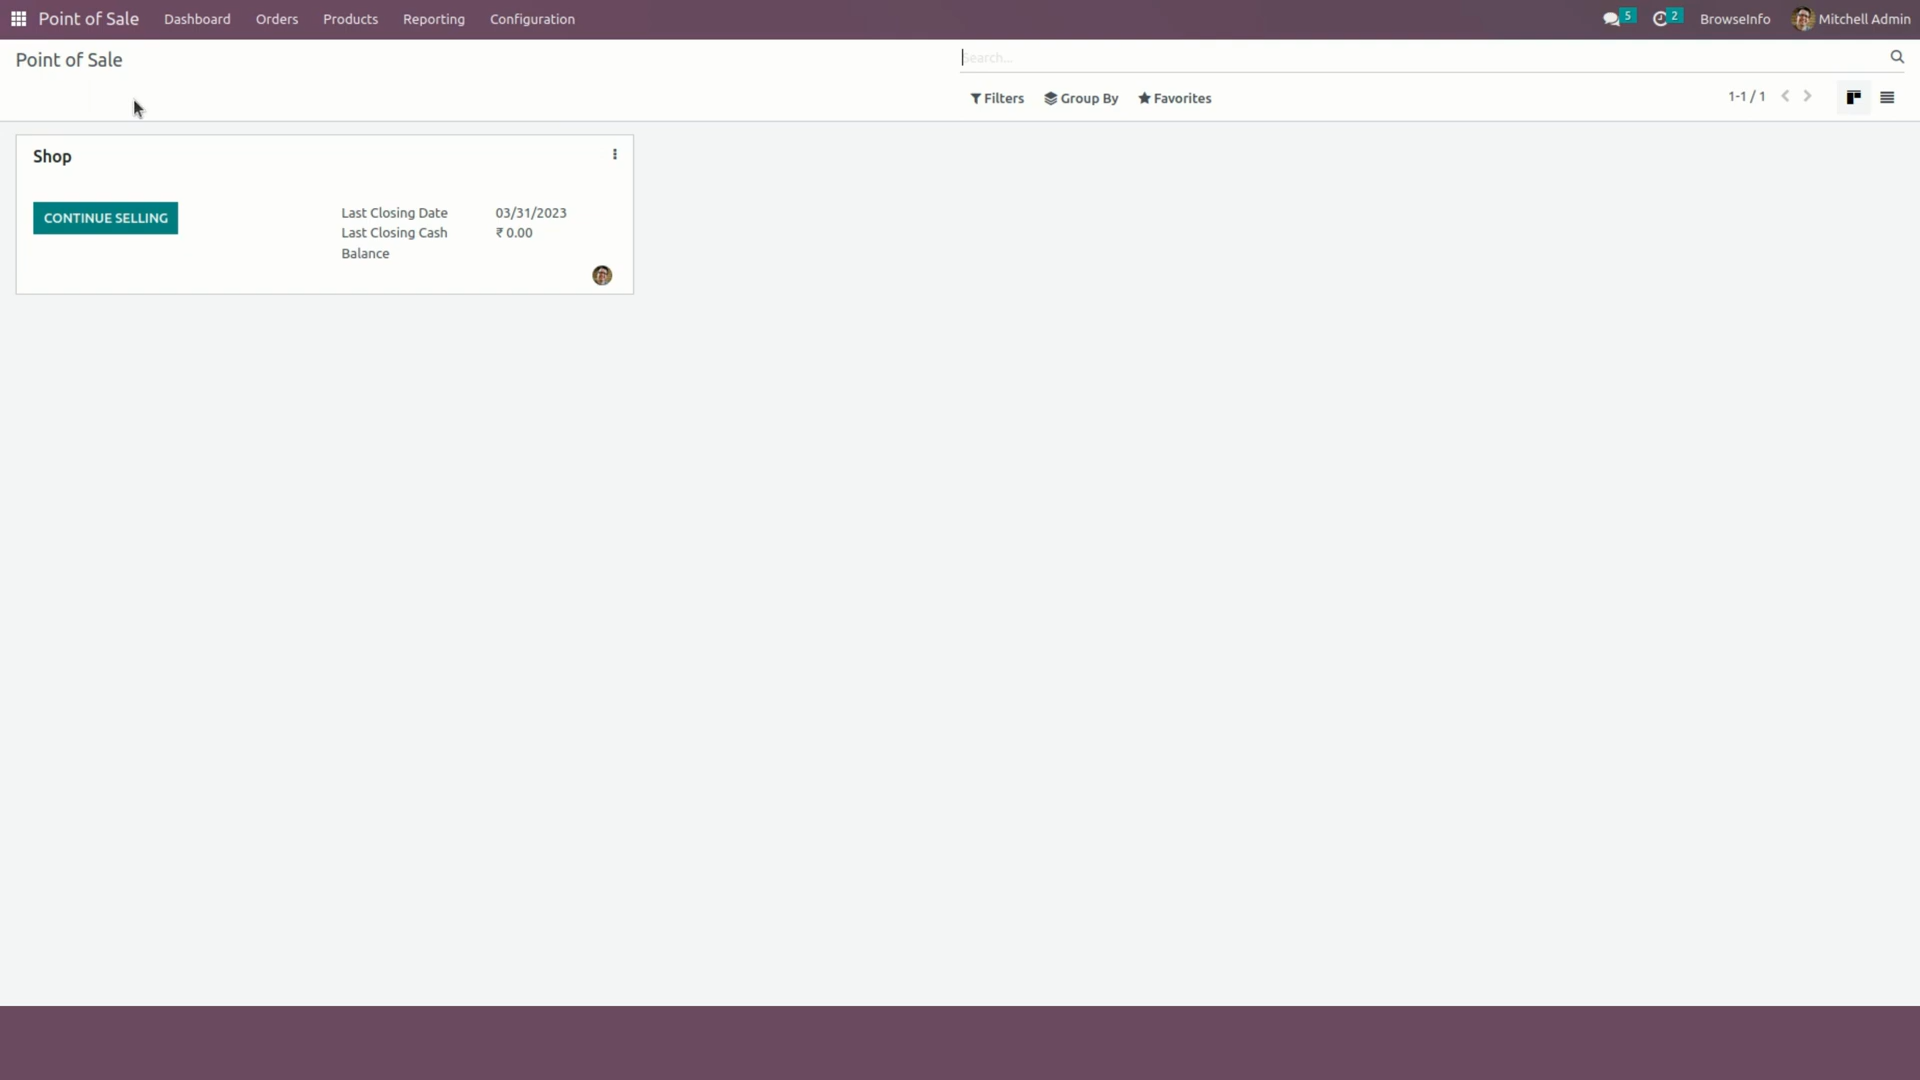 Point of Sale Dashboard Orders Products Reporting Configuration 5 2 BrowseInfo Mitchell Admin
Point of Sale
Search...
Filters Group By Favorites 1-1 / 1
Shop
CONTINUE SELLING
Last Closing Date 03/31/2023
Last Closing Cash ₹ 0.00
Balance